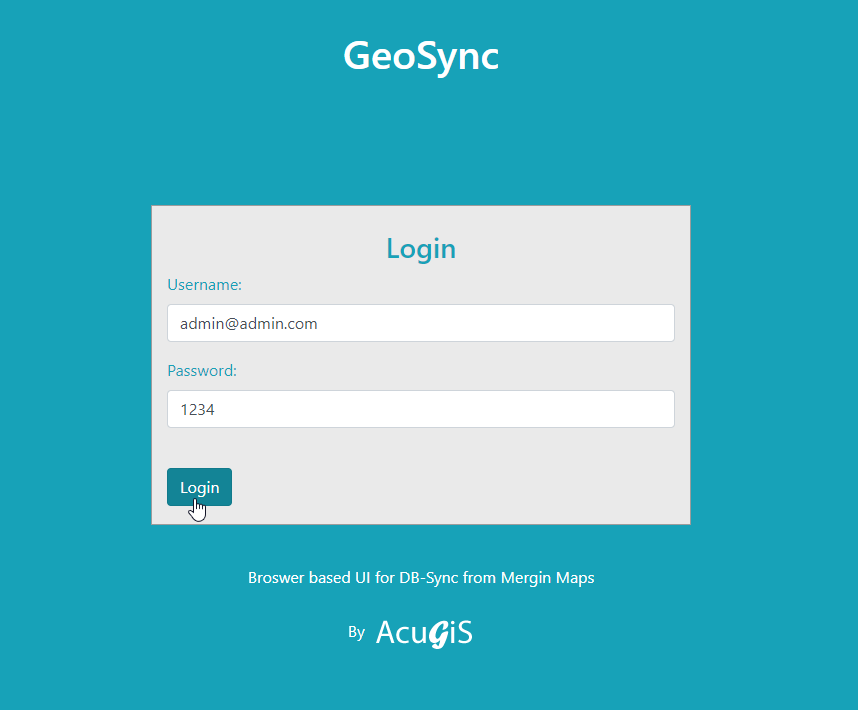 GeoSync
Login
Username:
admin@admin.com
Password:
1234
Login
Broswer based UI for DB-Sync from Mergin Maps
By AcuGiS